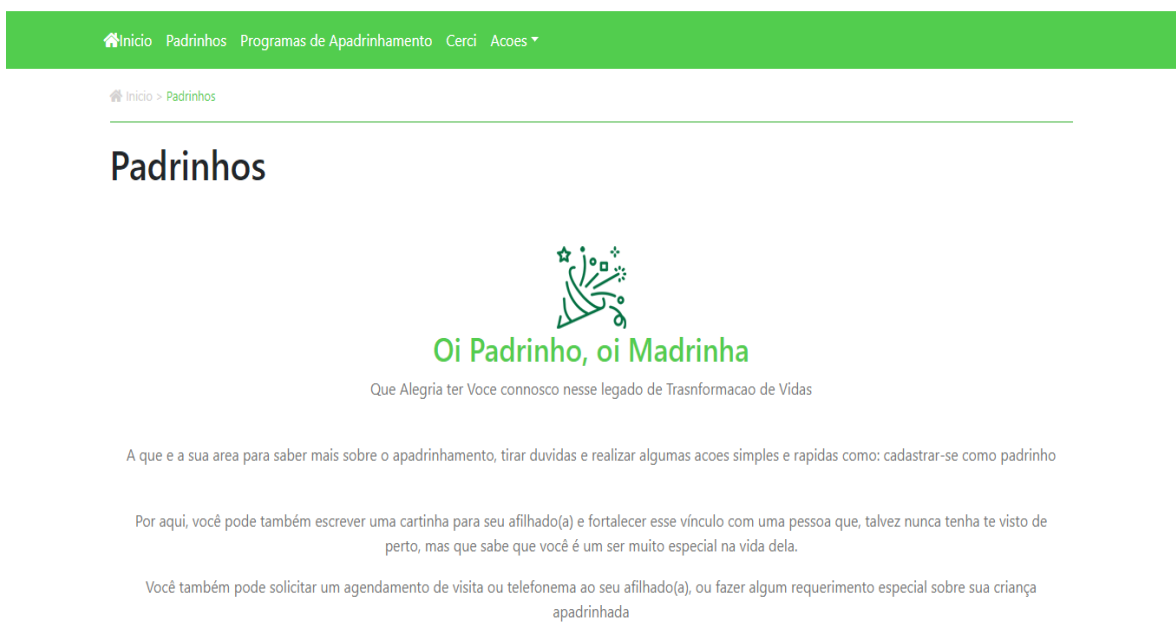 Inicio Padrinhos Programas de Apadrinhamento Cerci Acoes
Inicio > Padrinhos
Padrinhos
Oi Padrinho, oi Madrinha
Que Alegria ter Voce connosco nesse legado de Trasnformacao de Vidas
A que e a sua area para saber mais sobre o apadrinhamento, tirar duvidas e realizar algumas acoes simples e rapidas como: cadastrar-se como padrinho
Por aqui, você pode também escrever uma cartinha para seu afilhado(a) e fortalecer esse vínculo com uma pessoa que, talvez nunca tenha te visto de
perto, mas que sabe que você é um ser muito especial na vida dela.
Você também pode solicitar um agendamento de visita ou telefonema ao seu afilhado(a), ou fazer algum requerimento especial sobre sua criança
apadrinhada